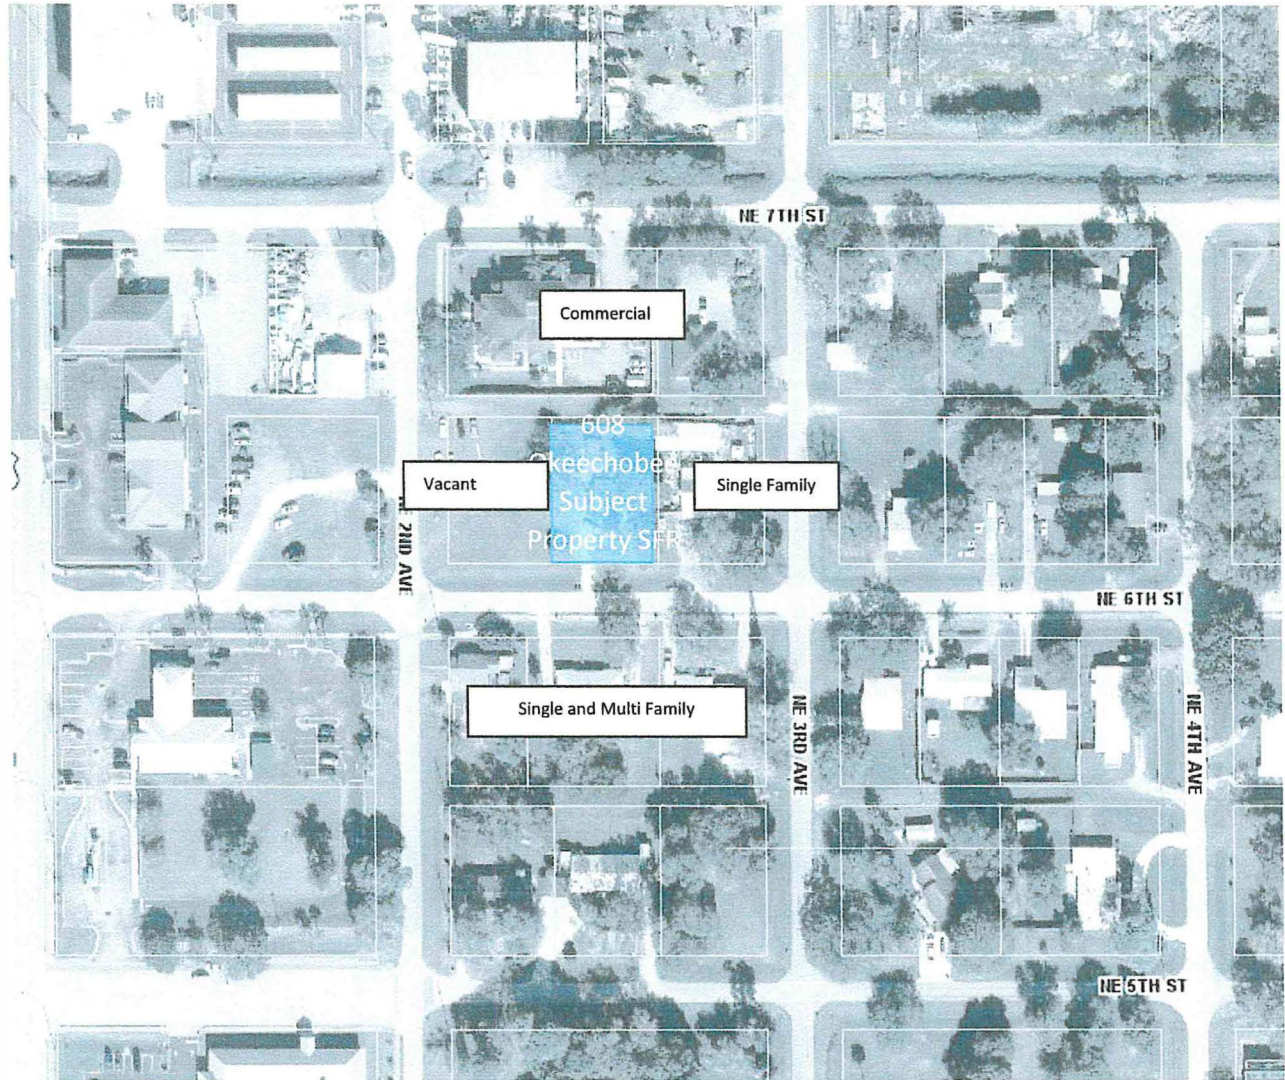 NE 7TH ST
Commercial
608
keechobee
Subject
Property SFR
Vacant
Single Family
2ND AVE
NE 6TH ST
Single and Multi Family
NE 3RD AVE
NE 4TH AVE
NE 5TH ST